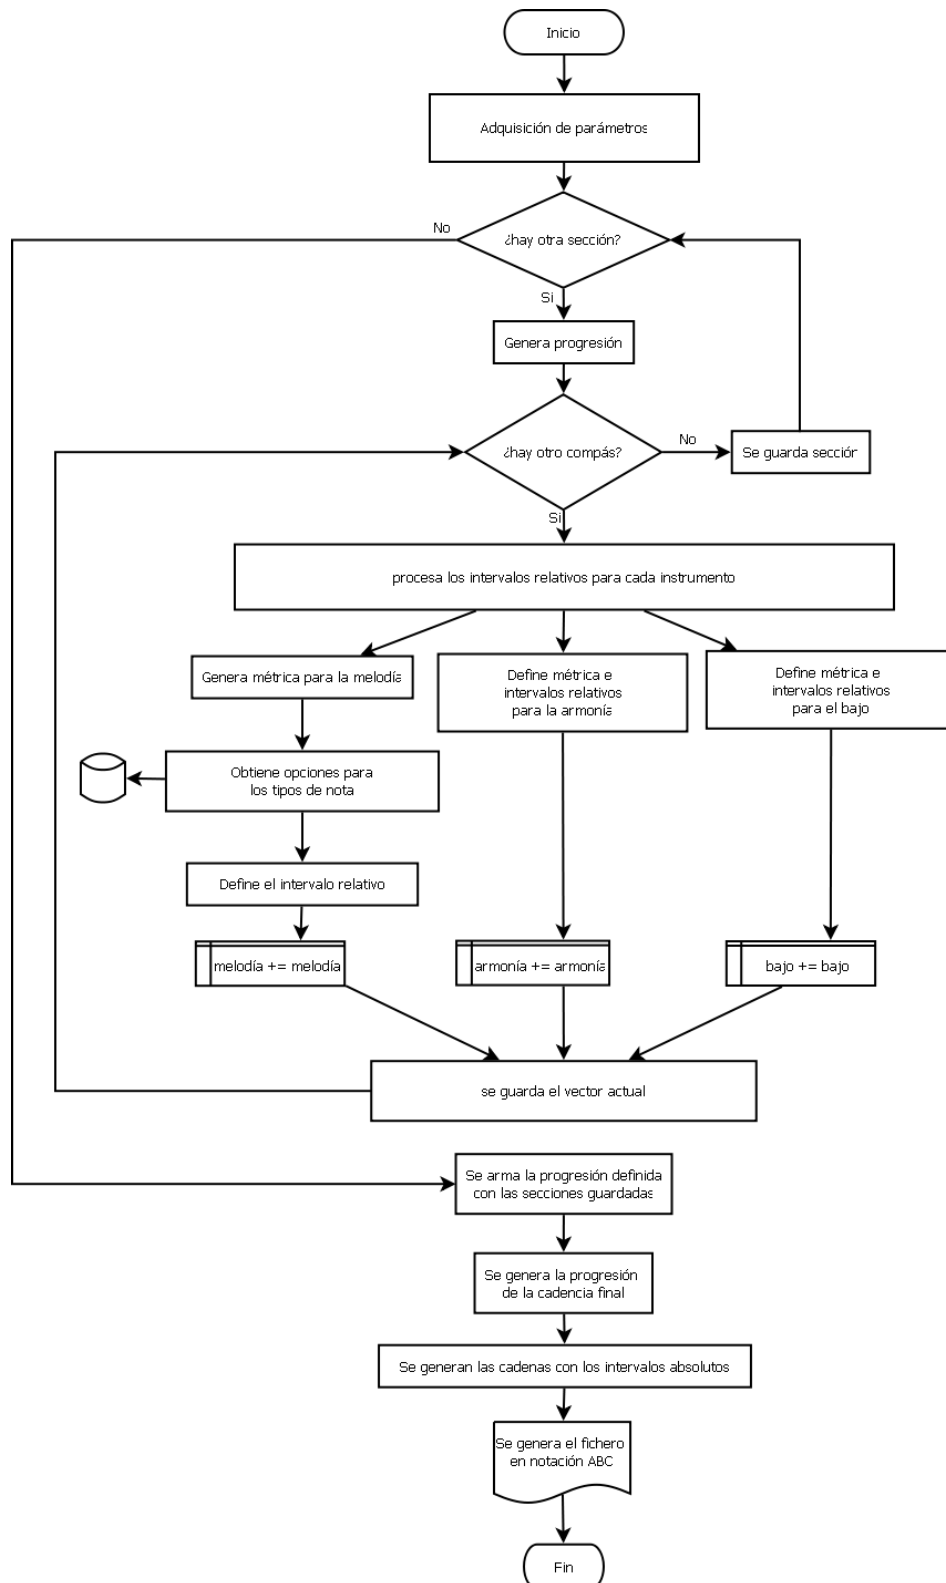 Inicio
Adquisición de parámetros
No
¿hay otra sección?
Si
Genera progresión
¿hay otro compás?
No
Se guarda sección
Si
procesa los intervalos relativos para cada instrumento
Genera métrica para la melodía
Define métrica e
intervalos relativos
para la armonía
Define métrica e
intervalos relativos
para el bajo
Obtiene opciones para
los tipos de nota
Define el intervalo relativo
melodía += melodía
armonía += armonía
bajo += bajo
se guarda el vector actual
Se arma la progresión definida
con las secciones guardadas
Se genera la progresión
de la cadencia final
Se generan las cadenas con los intervalos absolutos
Se genera el fichero
en notación ABC
Fin